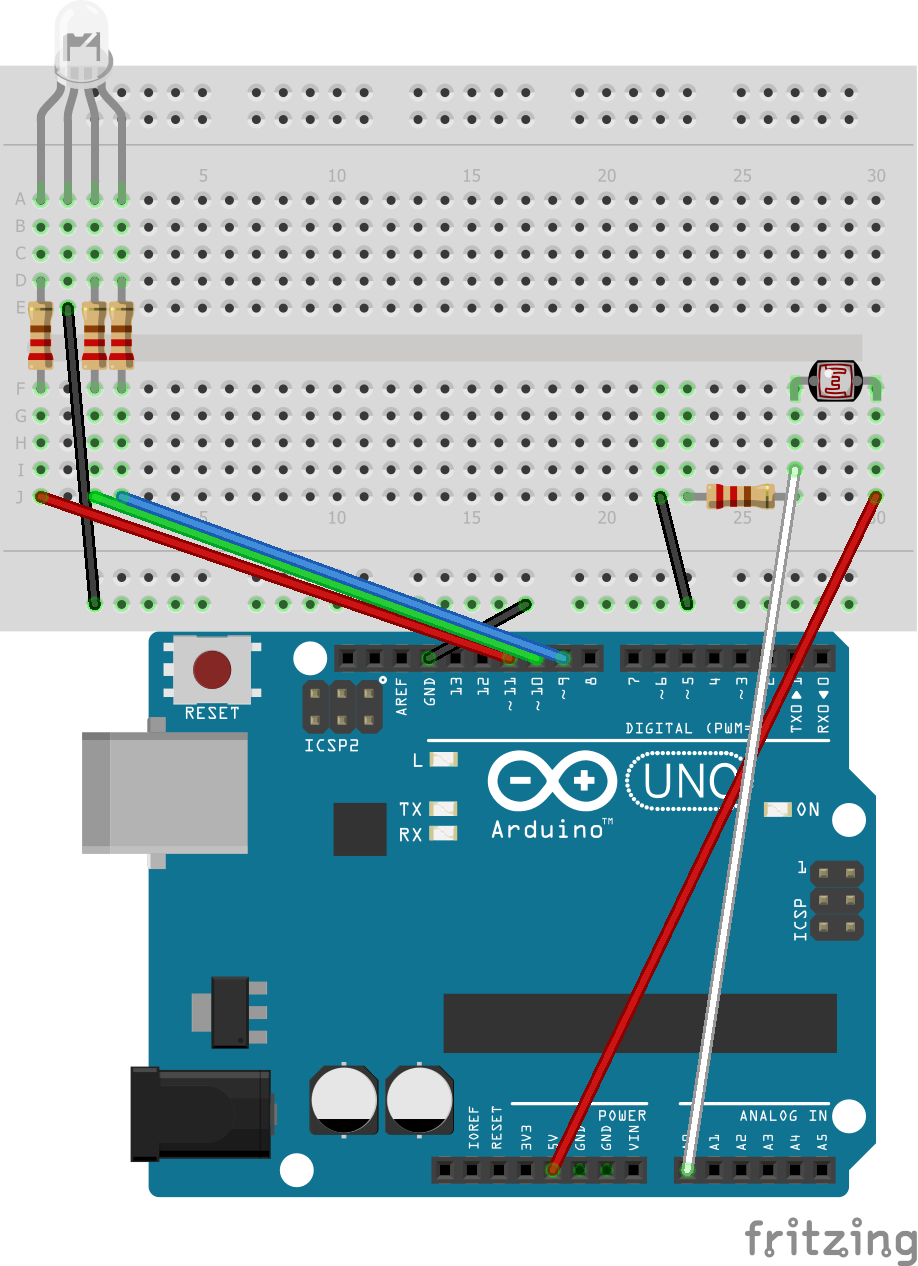 5 10 15 20 25 30
A
B
C
D
E
F
G
H
I
J
5 10 15 20 25 30
RESET
ICSP2
AREF
GND
13
12
~11
~10
~9
8
7
~6
~5
4
~3
TX0▶1
RX0◀0
DIGITAL (PWM=
L
TX
RX
UNO
Arduino™
ON
1
ICSP
IOREF
RESET
3V3
5V
GND
GND
VIN
POWER
ANALOG IN
A1
A2
A3
A4
A5
fritzing